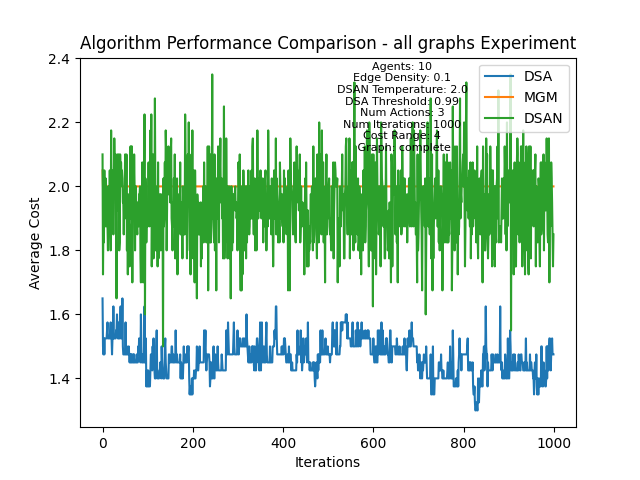 Algorithm Performance Comparison - all graphs Experiment
Agents: 10
Edge Density: 0.1
DSAN Temperature: 2.0
DSA Threshold: 0.99
Num Actions: 3
Num Iterations: 1000
Cost Range: 4
Graph: complete
DSA
MGM
DSAN
2.4
2.2
2.0
1.8
1.6
1.4
Average Cost
0
200
400
600
800
1000
Iterations